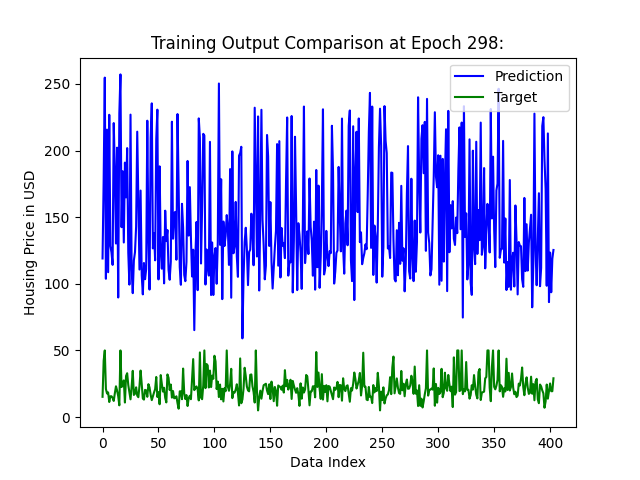 Training Output Comparison at Epoch 298:
Housing Price in USD
250
200
150
100
50
0
Prediction
Target
0 50 100 150 200 250 300 350 400
Data Index